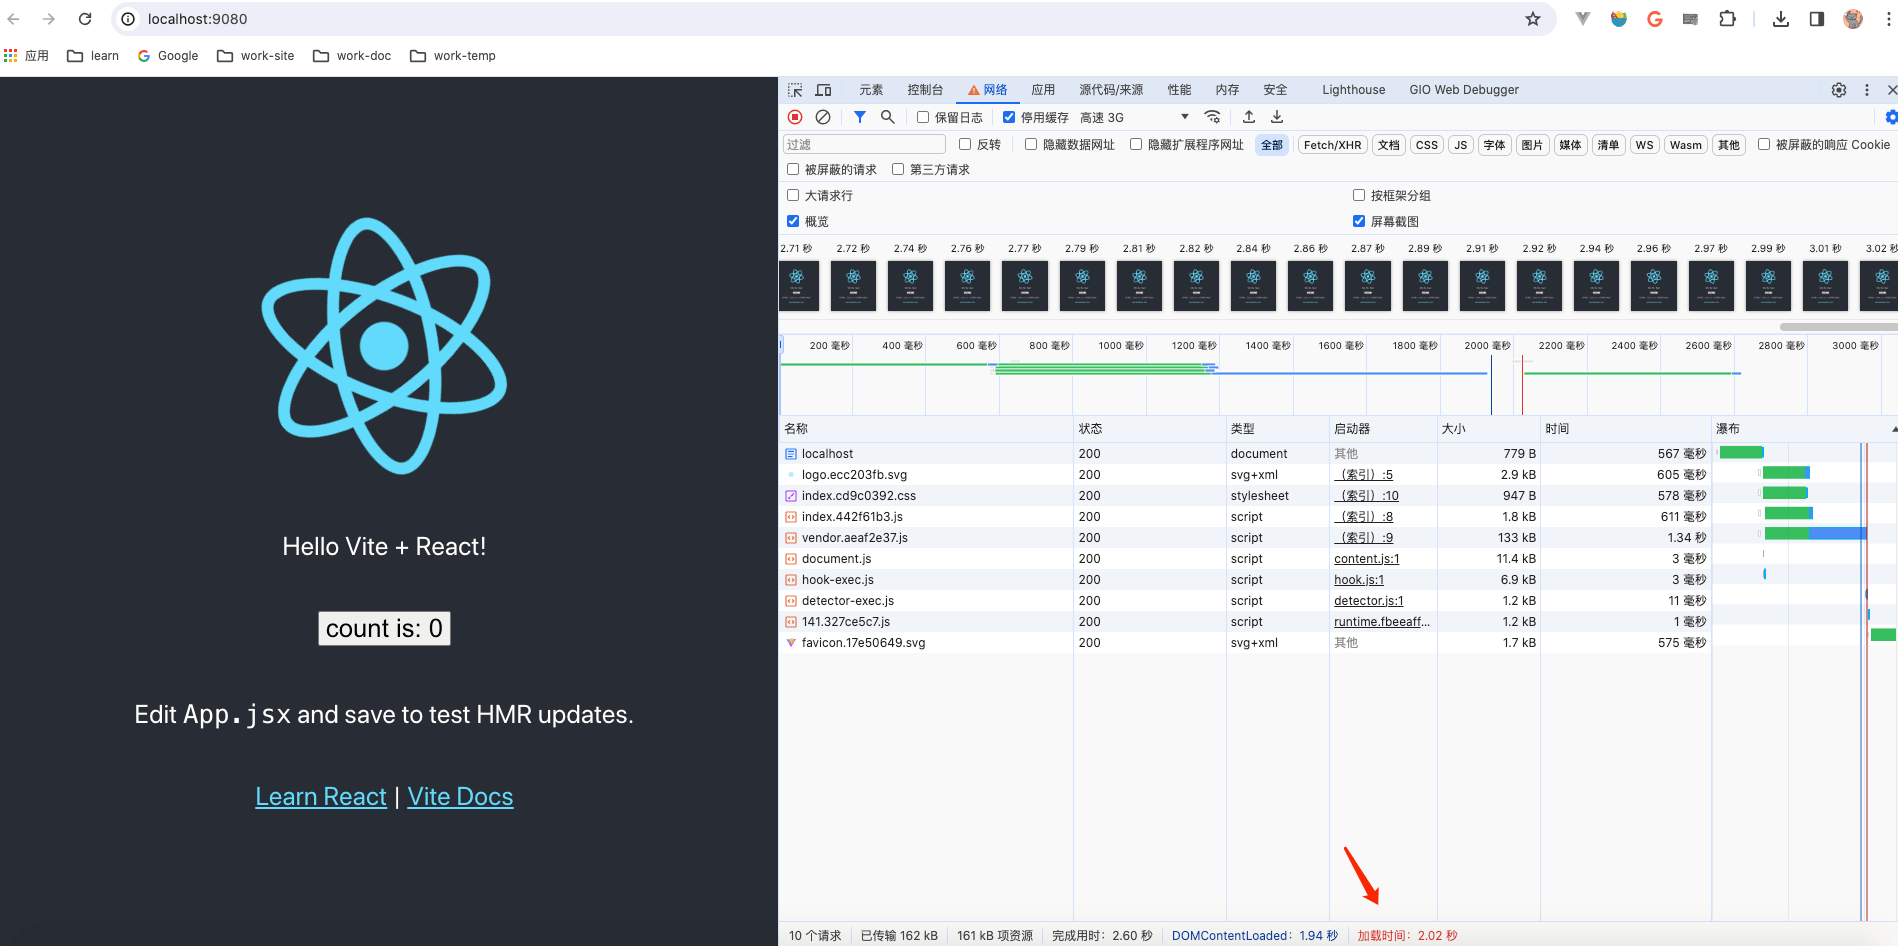 localhost:9080
应用 learn Google work-site work-doc work-temp
元素 控制台 网络 应用 源代码/来源 性能 内存 安全 Lighthouse GIO Web Debugger
保留日志 停用缓存 高速 3G
过滤 反转 隐藏数据网址 隐藏扩展程序网址 全部 Fetch/XHR 文档 CSS JS 字体 图片 媒体 清单 WS Wasm 其他 被屏蔽的响应 Cookie
被屏蔽的请求 第三方请求
大请求行 按框架分组
概览 屏幕截图
2.71 秒 2.72 秒 2.74 秒 2.76 秒 2.77 秒 2.79 秒 2.81 秒 2.82 秒 2.84 秒 2.86 秒 2.87 秒 2.89 秒 2.91 秒 2.92 秒 2.94 秒 2.96 秒 2.97 秒 2.99 秒 3.01 秒 3.02 秒
200 毫秒 400 毫秒 600 毫秒 800 毫秒 1000 毫秒 1200 毫秒 1400 毫秒 1600 毫秒 1800 毫秒 2000 毫秒 2200 毫秒 2400 毫秒 2600 毫秒 2800 毫秒 3000 毫秒
名称 状态 类型 启动器 大小 时间 瀑布
localhost 200 document 其他 779 B 567 毫秒
logo.ecc203fb.svg 200 svg+xml （索引）:5 2.9 kB 605 毫秒
index.cd9c0392.css 200 stylesheet （索引）:10 947 B 578 毫秒
index.442f61b3.js 200 script （索引）:8 1.8 kB 611 毫秒
vendor.aeaf2e37.js 200 script （索引）:9 133 kB 1.34 秒
document.js 200 script content.js:1 11.4 kB 3 毫秒
hook-exec.js 200 script hook.js:1 6.9 kB 3 毫秒
detector-exec.js 200 script detector.js:1 1.2 kB 11 毫秒
141.327ce5c7.js 200 script runtime.fbeeaff... 1.2 kB 1 毫秒
favicon.17e50649.svg 200 svg+xml 其他 1.7 kB 575 毫秒
Hello Vite + React!
count is: 0
Edit App.jsx and save to test HMR updates.
Learn React | Vite Docs
10 个请求 已传输 162 kB 161 kB 项资源 完成用时：2.60 秒 DOMContentLoaded：1.94 秒 加载时间：2.02 秒